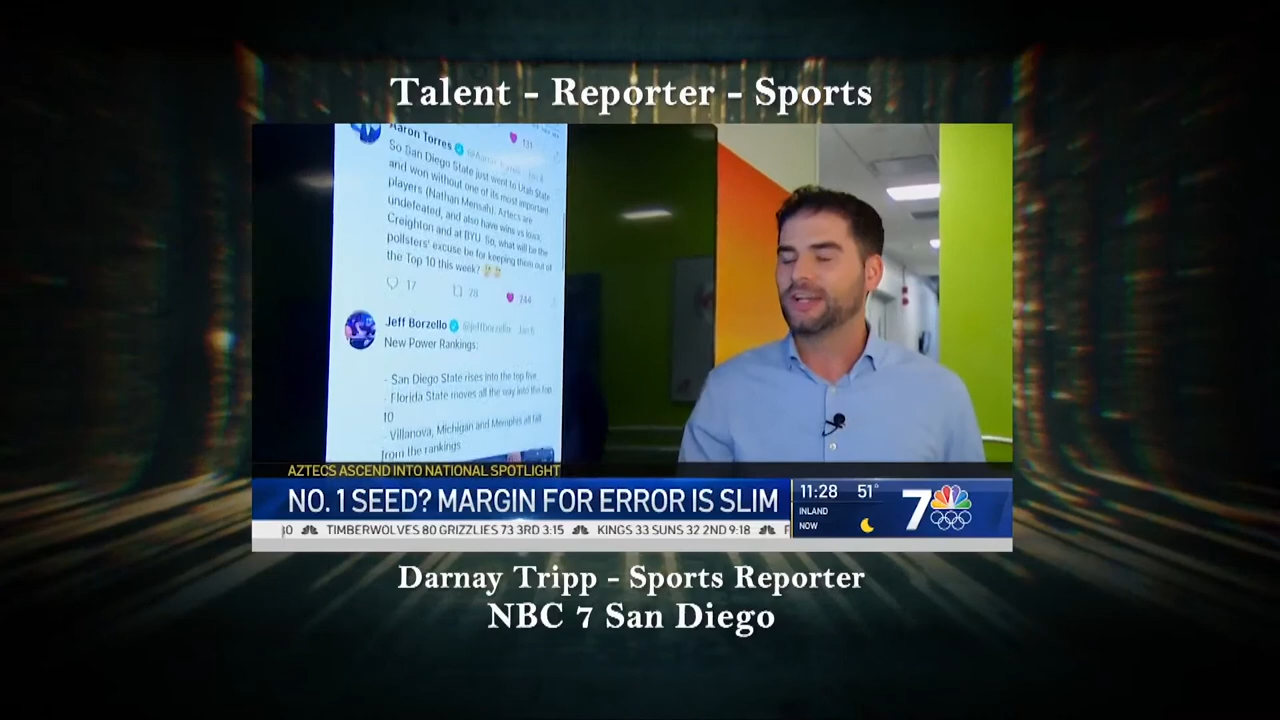 Talent - Reporter - Sports
Aaron Torres
131
So San Diego State just went to Utah State
and won without one of its most important
players (Nathan Mensah). Aztecs are
undefeated, and also have wins vs Iowa,
Creighton and at BYU. So, what will be the
pollsters' excuse be for keeping them out of
the Top 10 this week?
17
78
244
Jeff Borzello @jeffborzello Jan 6
New Power Rankings:
- San Diego State rises into the top five
- Florida State moves all the way into the top
10
- Villanova, Michigan and Memphis all fall
from the rankings
AZTECS ASCEND INTO NATIONAL SPOTLIGHT
NO. 1 SEED? MARGIN FOR ERROR IS SLIM
11:28 51°
INLAND
NOW
7
TIMBERWOLVES 80 GRIZZLIES 73 3RD 3:15 KINGS 33 SUNS 32 2ND 9:18
Darnay Tripp - Sports Reporter
NBC 7 San Diego